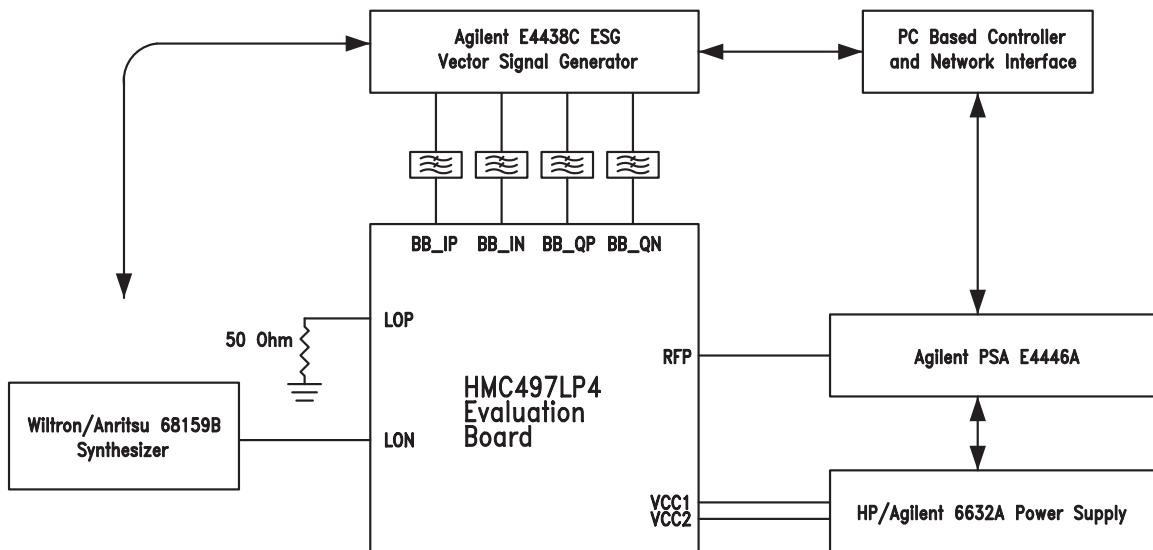 Agilent E4438C ESG
Vector Signal Generator
PC Based Controller
and Network Interface
BB_IP BB_IN BB_QP BB_QN
LOP
50 Ohm
RFP
Agilent PSA E4446A
HMC497LP4
Evaluation
Board
Wiltron/Anritsu 68159B
Synthesizer
LON
VCC1
VCC2
HP/Agilent 6632A Power Supply